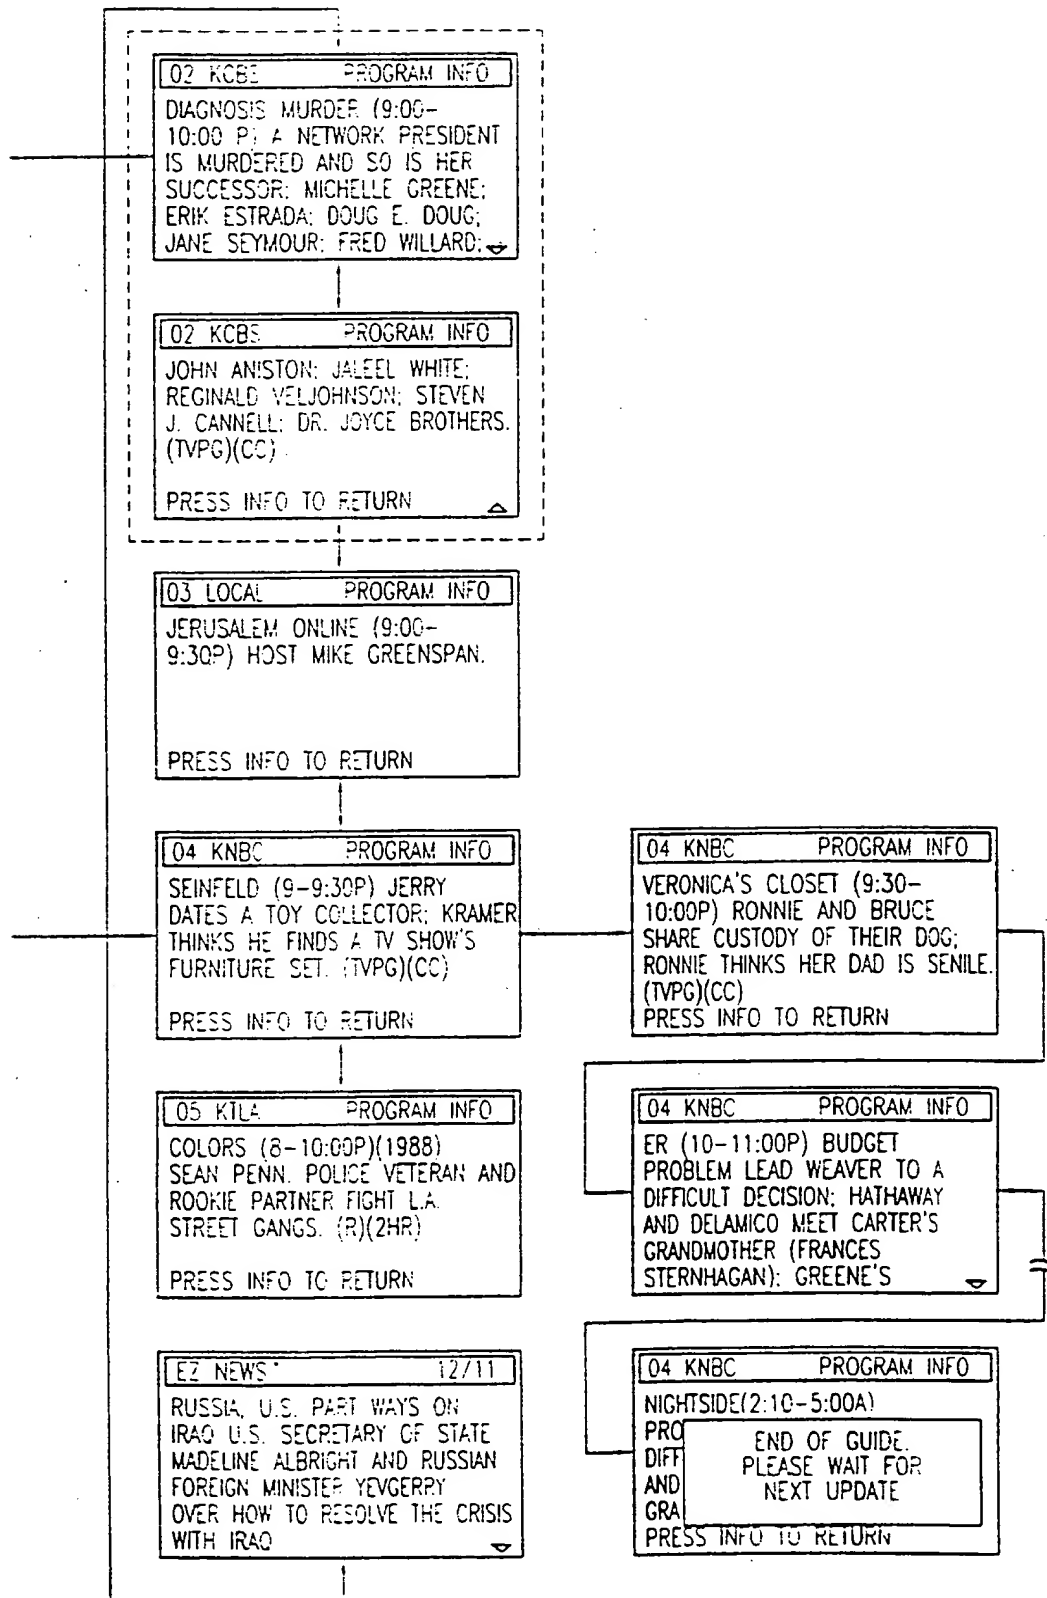 02 KCBS PROGRAM INFO
DIAGNOSIS MURDER (9:00-
10:00 P) A NETWORK PRESIDENT
IS MURDERED AND SO IS HER
SUCCESSOR; MICHELLE GREENE;
ERIK ESTRADA; DOUG E. DOUG;
JANE SEYMOUR; FRED WILLARD;
02 KCBS PROGRAM INFO
JOHN ANISTON; JALEEL WHITE;
REGINALD VELJOHNSON; STEVEN
J. CANNELL; DR. JOYCE BROTHERS.
(TVPG)(CC)
PRESS INFO TO RETURN
03 LOCAL PROGRAM INFO
JERUSALEM ONLINE (9:00-
9:30P) HOST MIKE GREENSPAN.
PRESS INFO TO RETURN
04 KNBC PROGRAM INFO
SEINFELD (9-9:30P) JERRY
DATES A TOY COLLECTOR; KRAMER
THINKS HE FINDS A TV SHOW'S
FURNITURE SET. (TVPG)(CC)
PRESS INFO TO RETURN
04 KNBC PROGRAM INFO
VERONICA'S CLOSET (9:30-
10:00P) RONNIE AND BRUCE
SHARE CUSTODY OF THEIR DOG;
RONNIE THINKS HER DAD IS SENILE.
(TVPG)(CC)
PRESS INFO TO RETURN
05 KTLA PROGRAM INFO
COLORS (8-10:00P)(1988)
SEAN PENN. POLICE VETERAN AND
ROOKIE PARTNER FIGHT L.A.
STREET GANGS. (R)(2HR)
PRESS INFO TO RETURN
04 KNBC PROGRAM INFO
ER (10-11:00P) BUDGET
PROBLEM LEAD WEAVER TO A
DIFFICULT DECISION; HATHAWAY
AND DELAMICO MEET CARTER'S
GRANDMOTHER (FRANCES
STERNHAGAN); GREENE'S
EZ NEWS 12/11
RUSSIA, U.S. PART WAYS ON
IRAQ U.S. SECRETARY OF STATE
MADELINE ALBRIGHT AND RUSSIAN
FOREIGN MINISTER YEVGERRY
OVER HOW TO RESOLVE THE CRISIS
WITH IRAQ
04 KNBC PROGRAM INFO
NIGHTSIDE(2:10-5:00A)
PRO
DIFF
AND
GRA
END OF GUIDE.
PLEASE WAIT FOR
NEXT UPDATE
PRESS INFO TO RETURN